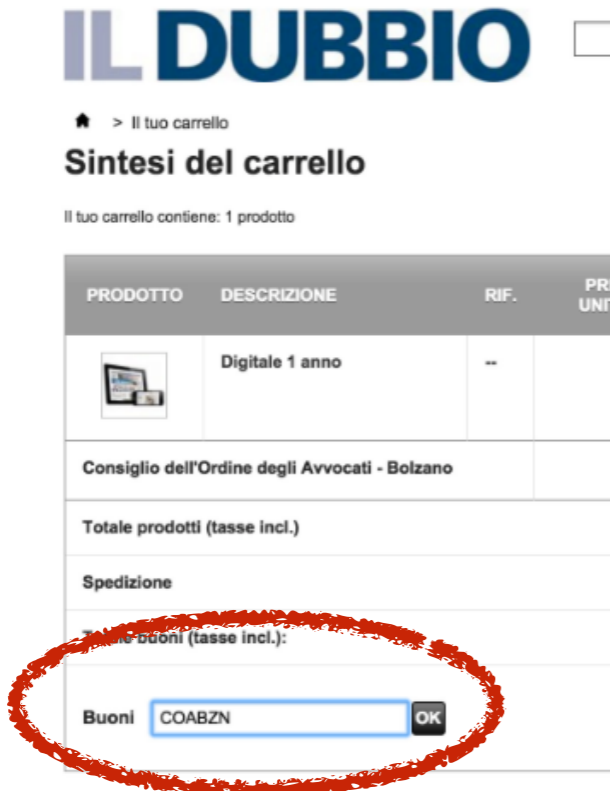 IL DUBBIO
> Il tuo carrello
Sintesi del carrello
Il tuo carrello contiene: 1 prodotto
PRODOTTO DESCRIZIONE RIF.
Digitale 1 anno --
Consiglio dell'Ordine degli Avvocati - Bolzano
Totale prodotti (tasse incl.)
Spedizione
buoni (tasse incl.):
Buoni COABZN OK